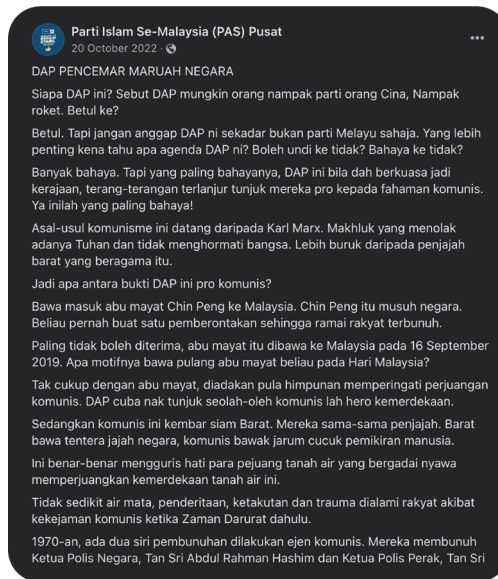 Parti Islam Se-Malaysia (PAS) Pusat
20 October 2022 ·
DAP PENCEMAR MARUAH NEGARA
Siapa DAP ini? Sebut DAP mungkin orang nampak parti orang Cina, Nampak
roket. Betul ke?
Betul. Tapi jangan anggap DAP ni sekadar bukan parti Melayu sahaja. Yang lebih
penting kena tahu apa agenda DAP ni? Boleh undi ke tidak? Bahaya ke tidak?
Banyak bahaya. Tapi yang paling bahayanya, DAP ini bila dah berkuasa jadi
kerajaan, terang-terangan terlanjur tunjuk mereka pro kepada fahaman komunis.
Ya inilah yang paling bahaya!
Asal-usul komunisme ini datang daripada Karl Marx. Makhluk yang menolak
adanya Tuhan dan tidak menghormati bangsa. Lebih buruk daripada penjajah
barat yang beragama itu.
Jadi apa antara bukti DAP ini pro komunis?
Bawa masuk abu mayat Chin Peng ke Malaysia. Chin Peng itu musuh negara.
Beliau pernah buat satu pemberontakan sehingga ramai rakyat terbunuh.
Paling tidak boleh diterima, abu mayat itu dibawa ke Malaysia pada 16 September
2019. Apa motifnya bawa pulang abu mayat beliau pada Hari Malaysia?
Tak cukup dengan abu mayat, diadakan pula himpunan memperingati perjuangan
komunis. DAP cuba nak tunjuk seolah-oleh komunis lah hero kemerdekaan.
Sedangkan komunis ini kembar siam Barat. Mereka sama-sama penjajah. Barat
bawa tentera jajah negara, komunis bawak jarum cucuk pemikiran manusia.
Ini benar-benar mengguris hati para pejuang tanah air yang bergadai nyawa
memperjuangkan kemerdekaan tanah air ini.
Tidak sedikit air mata, penderitaan, ketakutan dan trauma dialami rakyat akibat
kekejaman komunis ketika Zaman Darurat dahulu.
1970-an, ada dua siri pembunuhan dilakukan ejen komunis. Mereka membunuh
Ketua Polis Negara, Tan Sri Abdul Rahman Hashim dan Ketua Polis Perak, Tan Sri